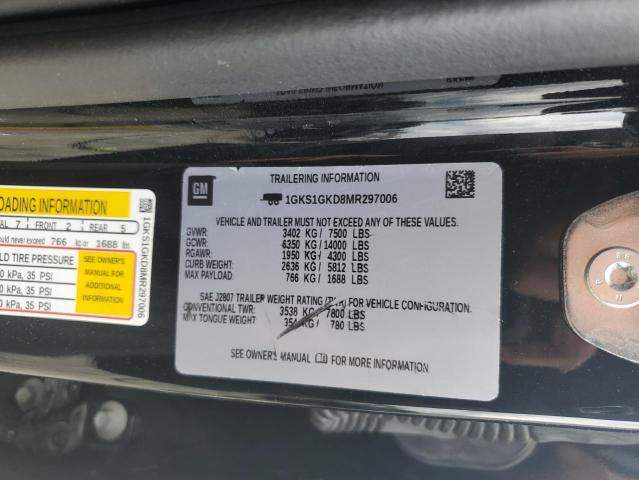 GM
TRAILERING INFORMATION
1GKS1GKD8MR297006
VEHICLE AND TRAILER MUST NOT EXCEED ANY OF THESE VALUES.
GVWR: 3402 KG / 7500 LBS
GCWR: 6350 KG / 14000 LBS
RGAWR: 1950 KG / 4300 LBS
CURB WEIGHT: 2636 KG / 5812 LBS
MAX PAYLOAD: 766 KG / 1688 LBS
SAE J2807 TRAILER WEIGHT RATING FOR VEHICLE CONFIGURATION.
CONVENTIONAL TWR: 3538 KG / 7800 LBS
MAX TONGUE WEIGHT KG / 780 LBS
SEE OWNER'S MANUAL FOR MORE INFORMATION
OADING INFORMATION
AL 7 FRONT 2 REAR 5
ould never exceed 766 kg or 1688 lbs.
LD TIRE PRESSURE
0 kPa, 35 PSI
0 kPa, 35 PSI
0 kPa, 35 PSI
SEE OWNER'S
MANUAL FOR
ADDITIONAL
INFORMATION
1GKS1GKD8MR297006